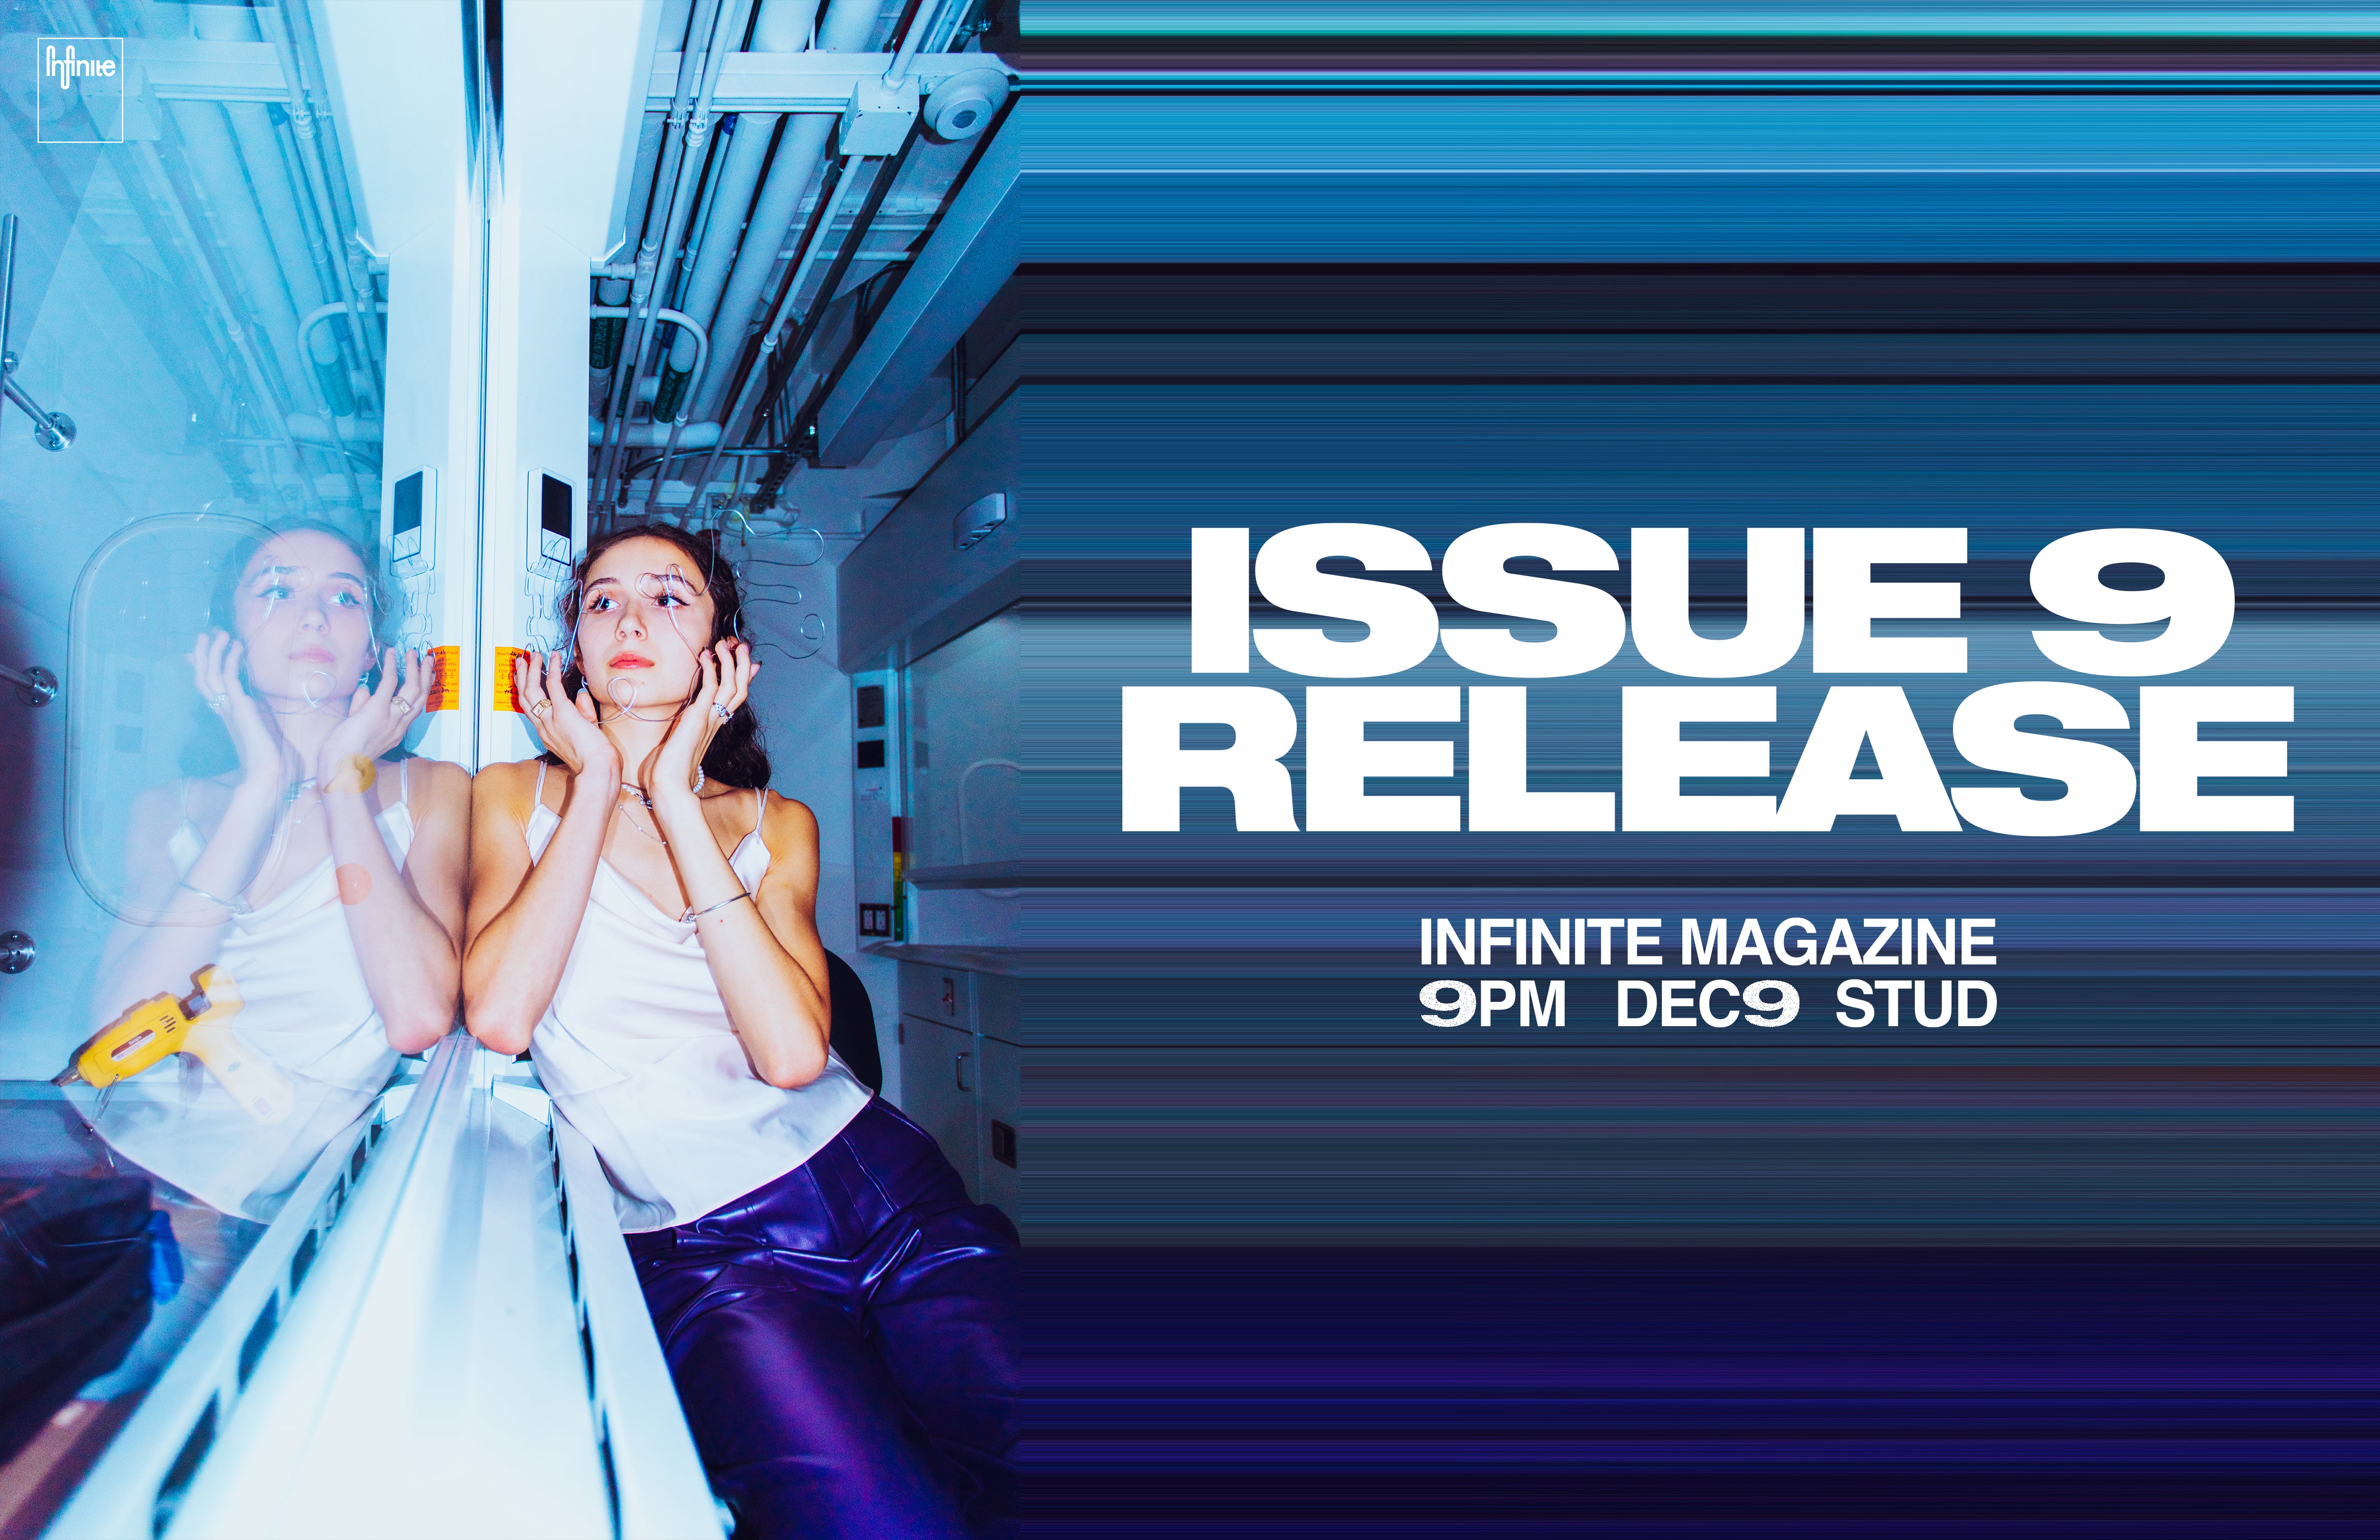 Infinite
ISSUE 9
RELEASE
INFINITE MAGAZINE
9PM DEC9 STUD